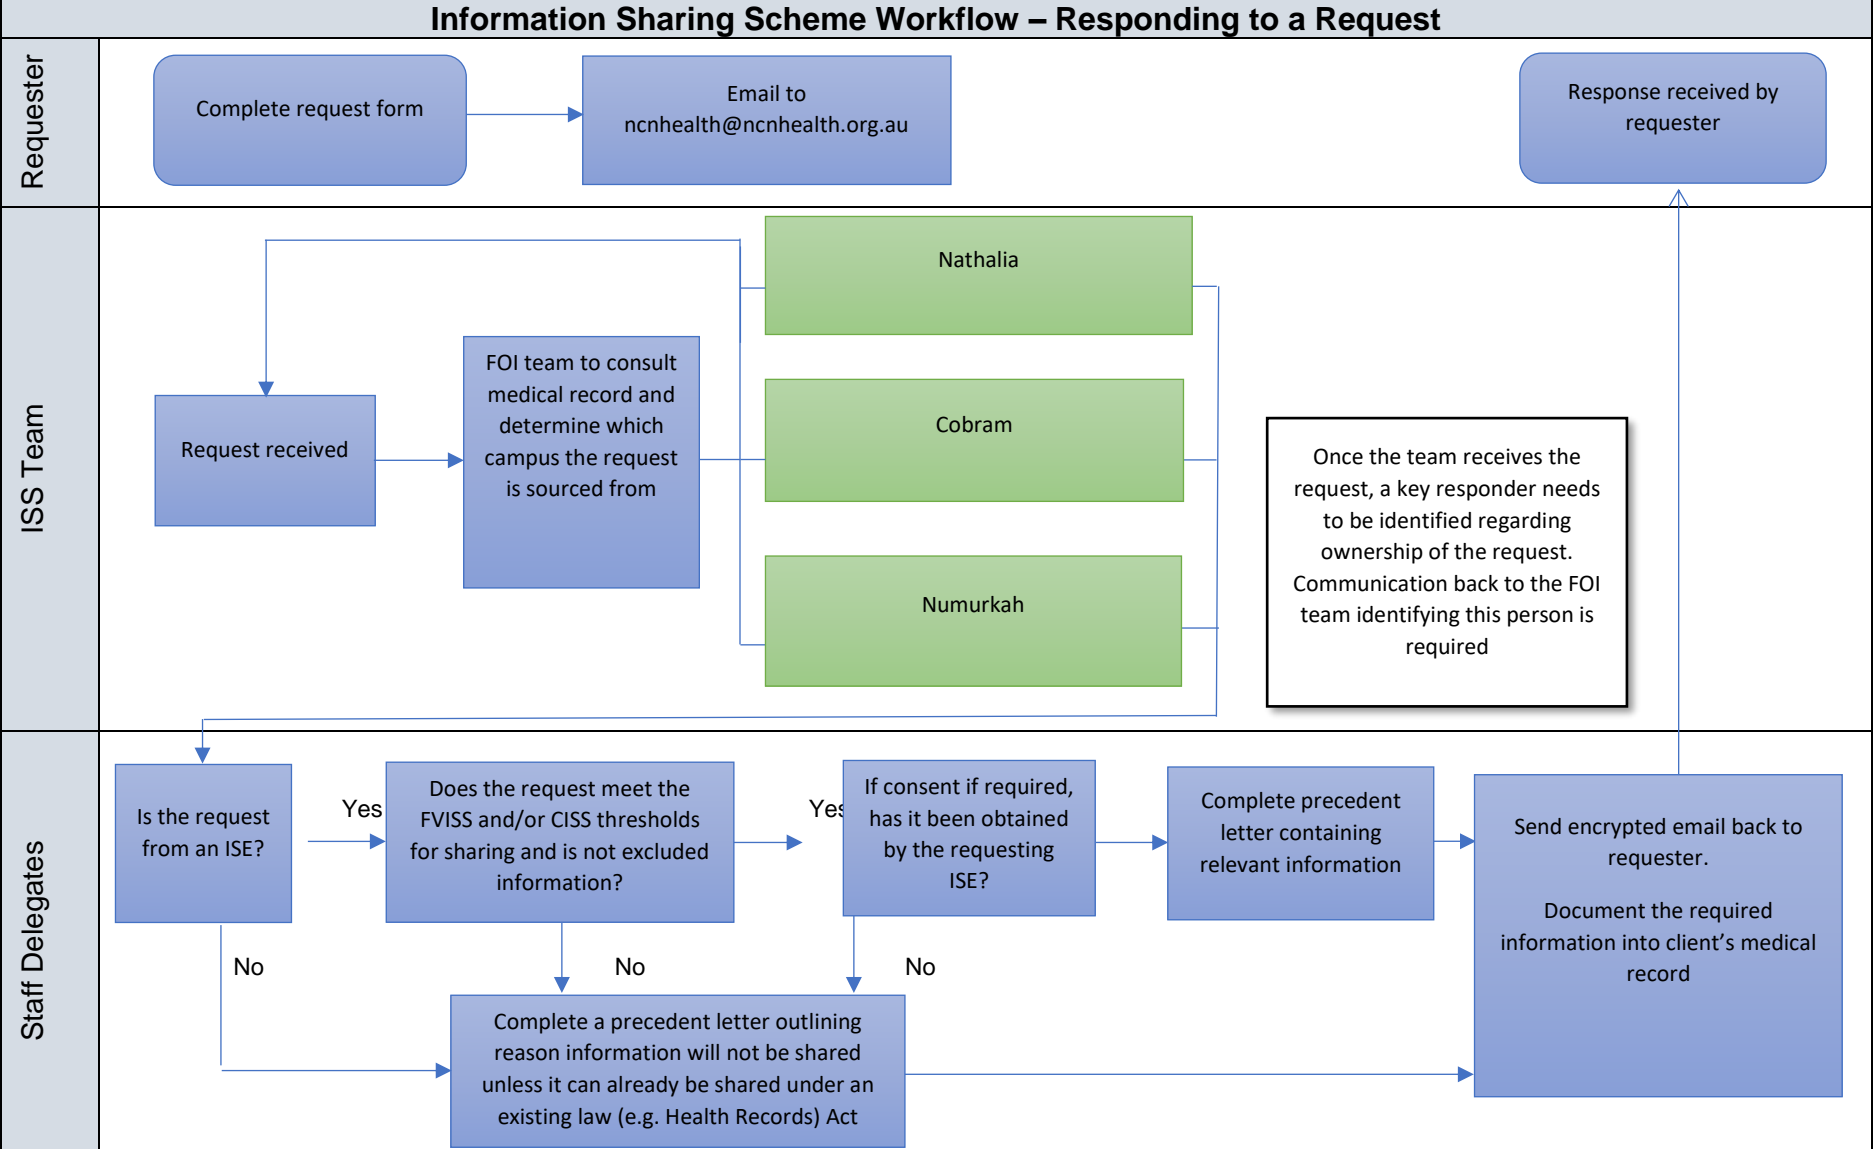 Information Sharing Scheme Workflow – Responding to a Request
Requester
Complete request form
Email to
ncnhealth@ncnhealth.org.au
Response received by
requester
ISS Team
Request received
FOI team to consult
medical record and
determine which
campus the request
is sourced from
Nathalia
Cobram
Numurkah
Once the team receives the
request, a key responder needs
to be identified regarding
ownership of the request.
Communication back to the FOI
team identifying this person is
required
Staff Delegates
Is the request
from an ISE?
Yes
No
Does the request meet the
FVISS and/or CISS thresholds
for sharing and is not excluded
information?
Yes
No
If consent if required,
has it been obtained
by the requesting
ISE?
No
Complete precedent
letter containing
relevant information
Send encrypted email back to
requester.
Document the required
information into client’s medical
record
Complete a precedent letter outlining
reason information will not be shared
unless it can already be shared under an
existing law (e.g. Health Records) Act